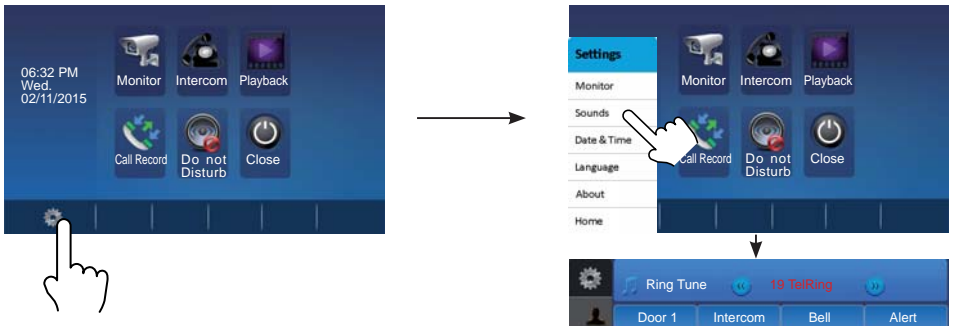 06:32 PM
Wed.
02/11/2015
Monitor
Intercom
Playback
Call Record
Do not
Disturb
Close
Settings
Monitor
Sounds
Date & Time
Language
About
Home
Monitor
Intercom
Playback
Call Record
Do not
Disturb
Close
Ring Tune
19 TelRing
Door 1
Intercom
Bell
Alert